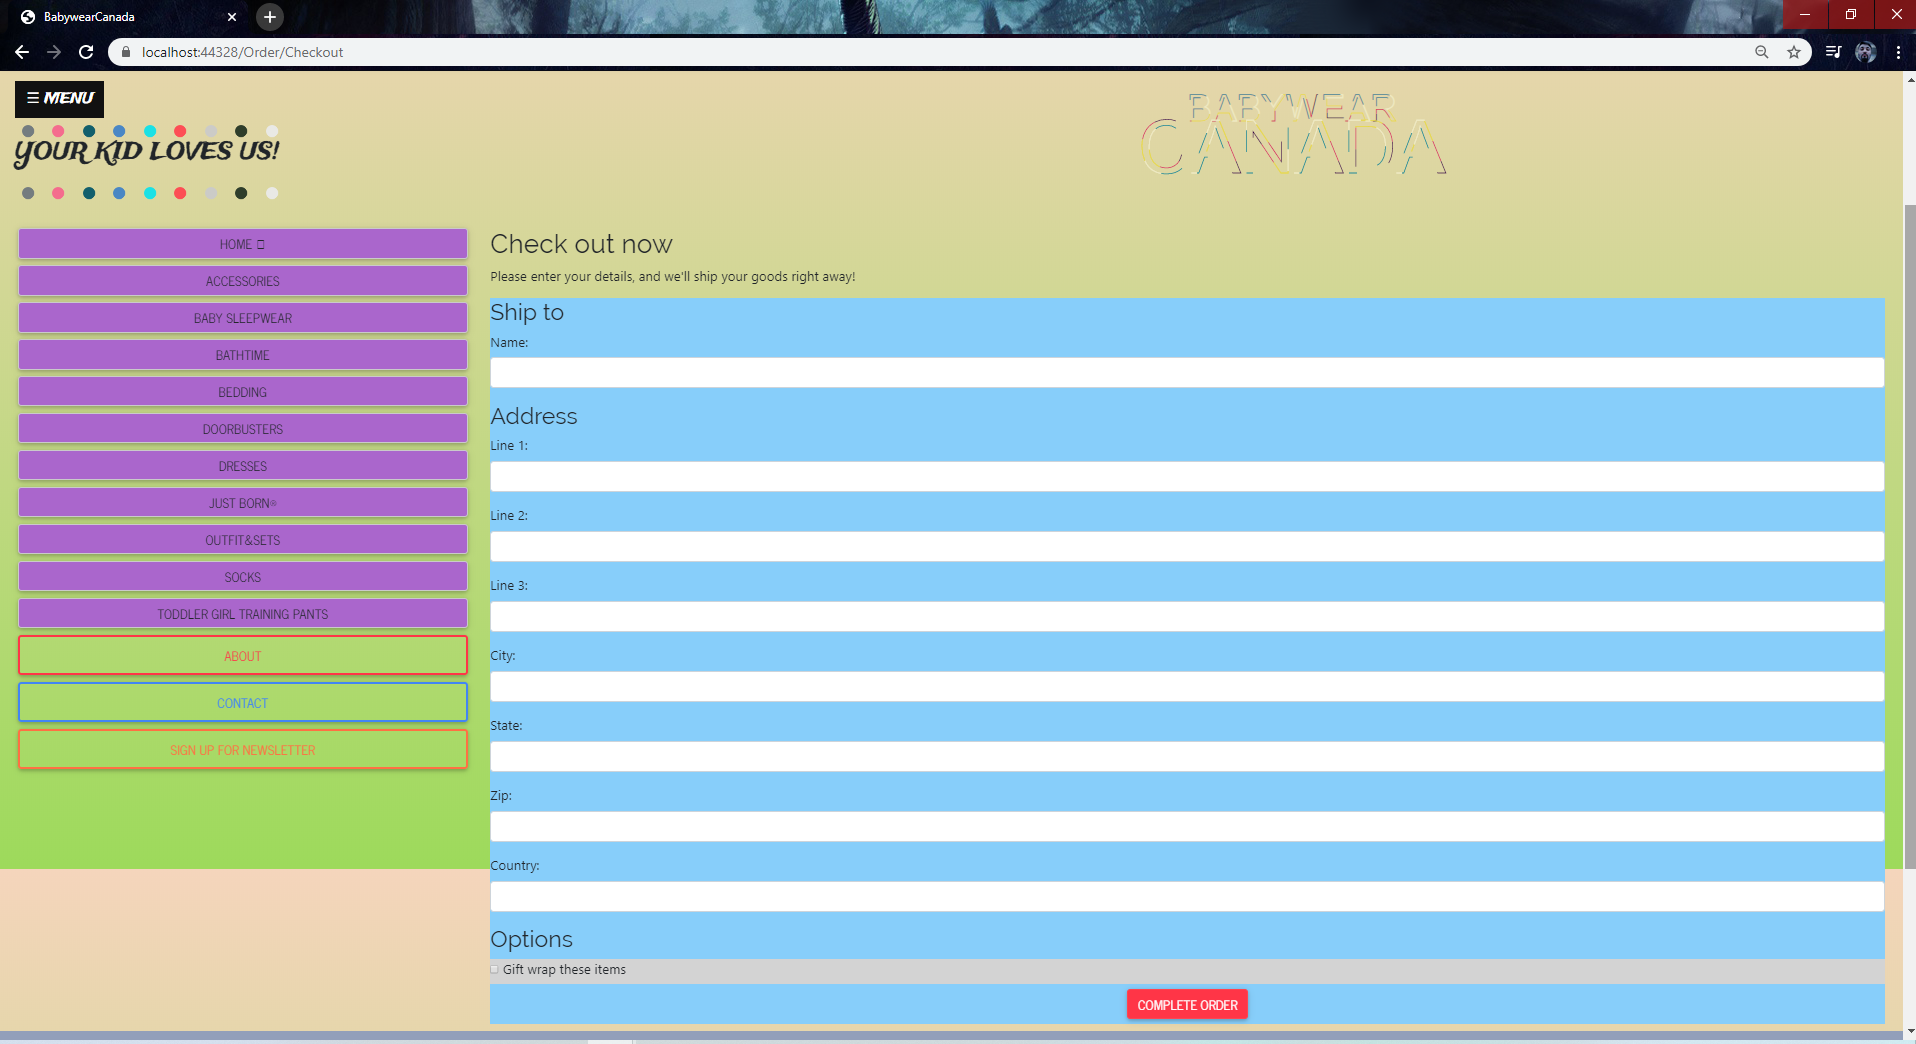 BabywearCanada
localhost:44328/Order/Checkout
☰ MENU
YOUR KID LOVES US!
BABYWEAR
CANADA
HOME
ACCESSORIES
BABY SLEEPWEAR
BATHTIME
BEDDING
DOORBUSTERS
DRESSES
JUST BORN®
OUTFIT&SETS
SOCKS
TODDLER GIRL TRAINING PANTS
ABOUT
CONTACT
SIGN UP FOR NEWSLETTER
Check out now
Please enter your details, and we'll ship your goods right away!
Ship to
Name:
Address
Line 1:
Line 2:
Line 3:
City:
State:
Zip:
Country:
Options
Gift wrap these items
COMPLETE ORDER